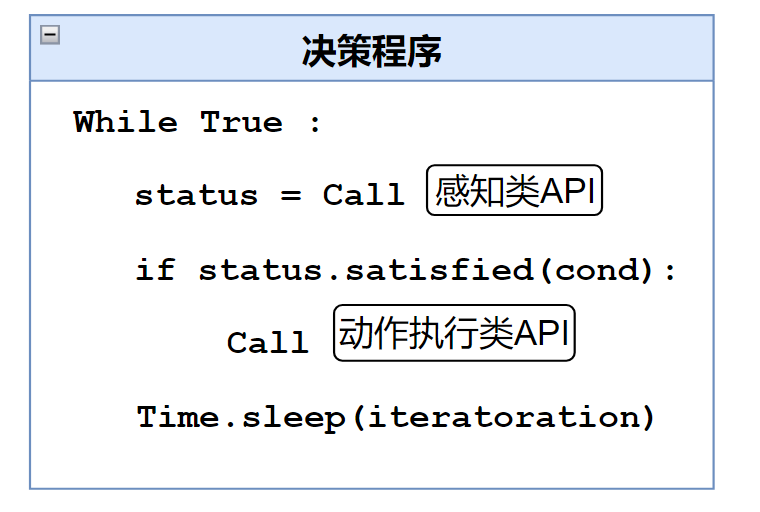 决策程序
While True :
status = Call 感知类API
if status.satisfied(cond):
Call 动作执行类API
Time.sleep(iteratoration)